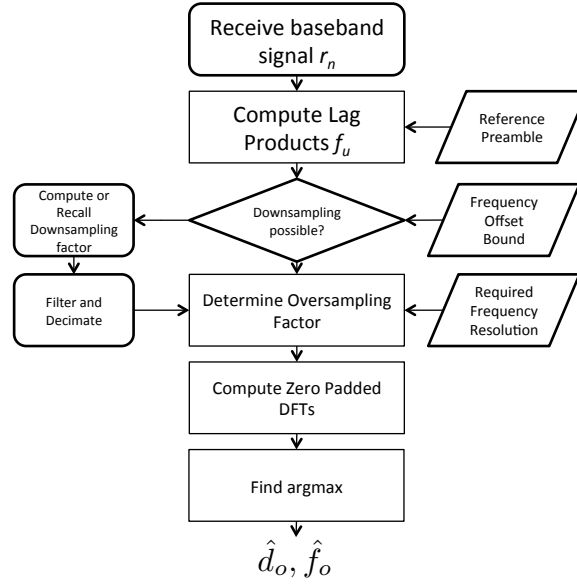 Receive baseband
signal r_n
Compute Lag
Products f_u
Reference
Preamble
Compute or
Recall
Downsampling
factor
Downsampling
possible?
Frequency
Offset
Bound
Filter and
Decimate
Determine Oversampling
Factor
Required
Frequency
Resolution
Compute Zero Padded
DFTs
Find argmax
d̂_o, f̂_o